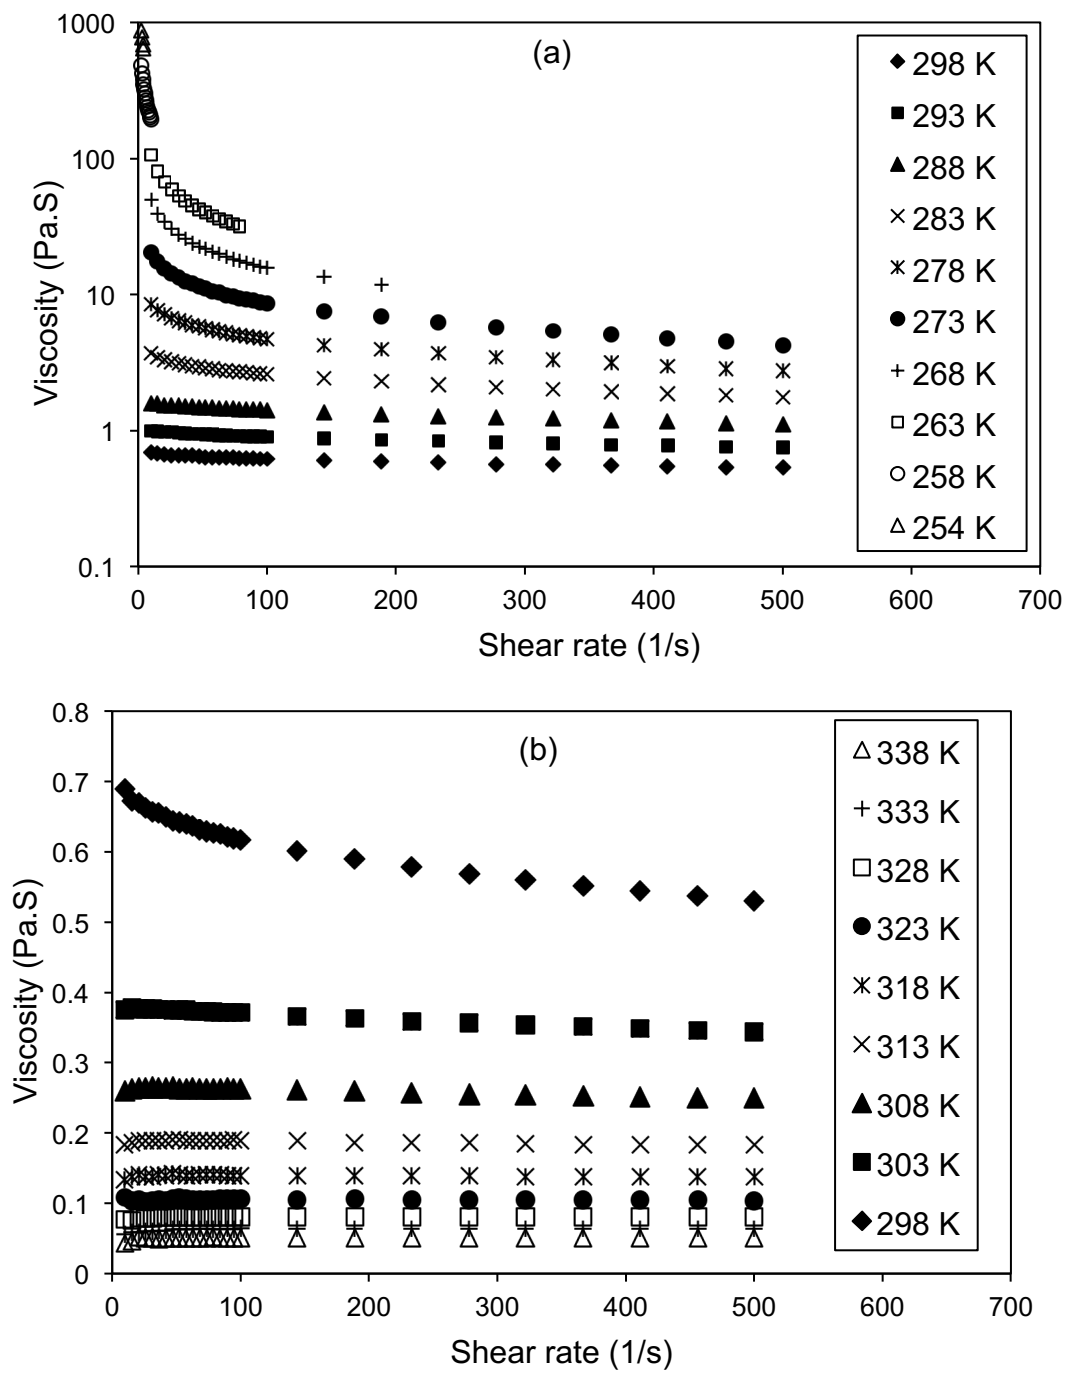 (a)
1000
100
10
1
0.1
Viscosity (Pa.S)
298 K
293 K
288 K
283 K
278 K
273 K
268 K
263 K
258 K
254 K
0 100 200 300 400 500 600 700
Shear rate (1/s)
(b)
0.8
0.7
0.6
0.5
0.4
0.3
0.2
0.1
0
Viscosity (Pa.S)
338 K
333 K
328 K
323 K
318 K
313 K
308 K
303 K
298 K
0 100 200 300 400 500 600 700
Shear rate (1/s)